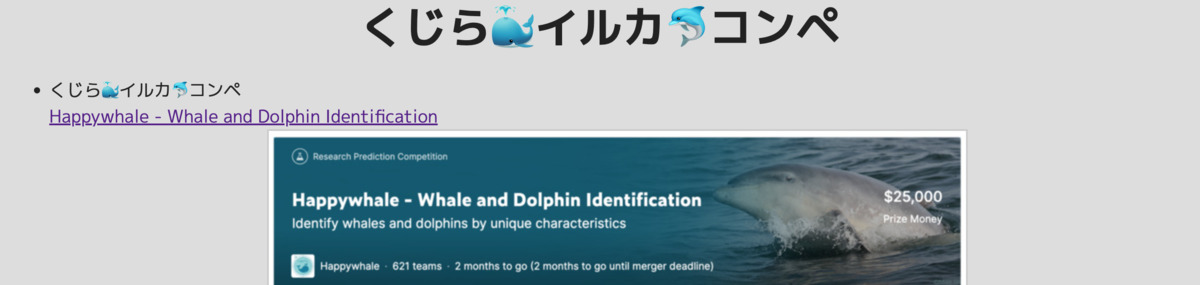 くじら🐳イルカ🐬コンペ
くじら🐳イルカ🐬コンペ
Happywhale - Whale and Dolphin Identification
Research Prediction Competition
Happywhale - Whale and Dolphin Identification
$25,000
Identify whales and dolphins by unique characteristics
Prize Money
Happywhale · 621 teams · 2 months to go (2 months to go until merger deadline)